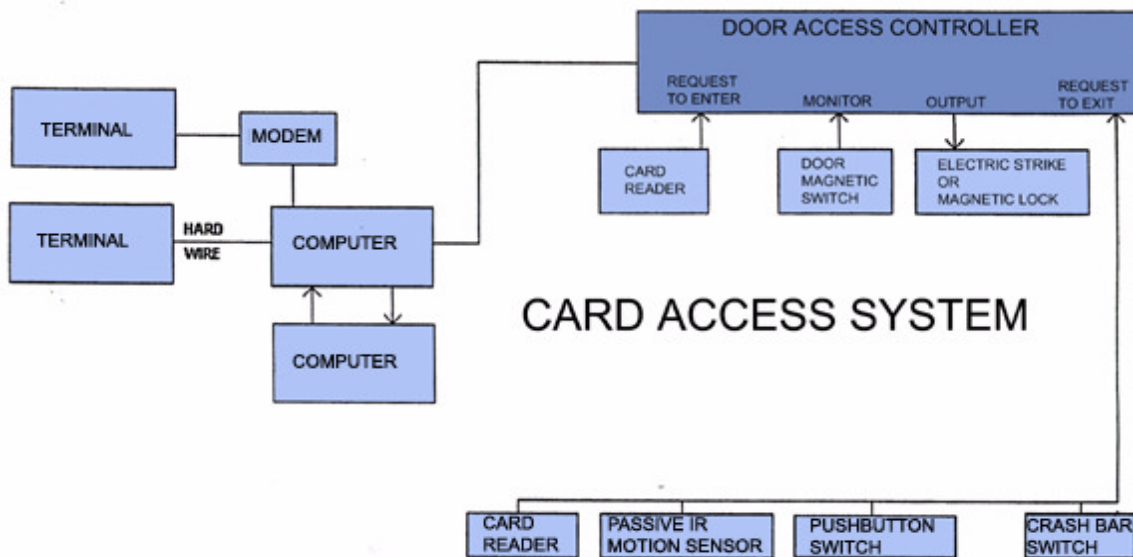 DOOR ACCESS CONTROLLER
REQUEST
TO ENTER
MONITOR
OUTPUT
REQUEST
TO EXIT
TERMINAL
MODEM
CARD
READER
DOOR
MAGNETIC
SWITCH
ELECTRIC STRIKE
OR
MAGNETIC LOCK
TERMINAL
HARD
WIRE
COMPUTER
CARD ACCESS SYSTEM
COMPUTER
CARD
READER
PASSIVE IR
MOTION SENSOR
PUSHBUTTON
SWITCH
CRASH BAR
SWITCH